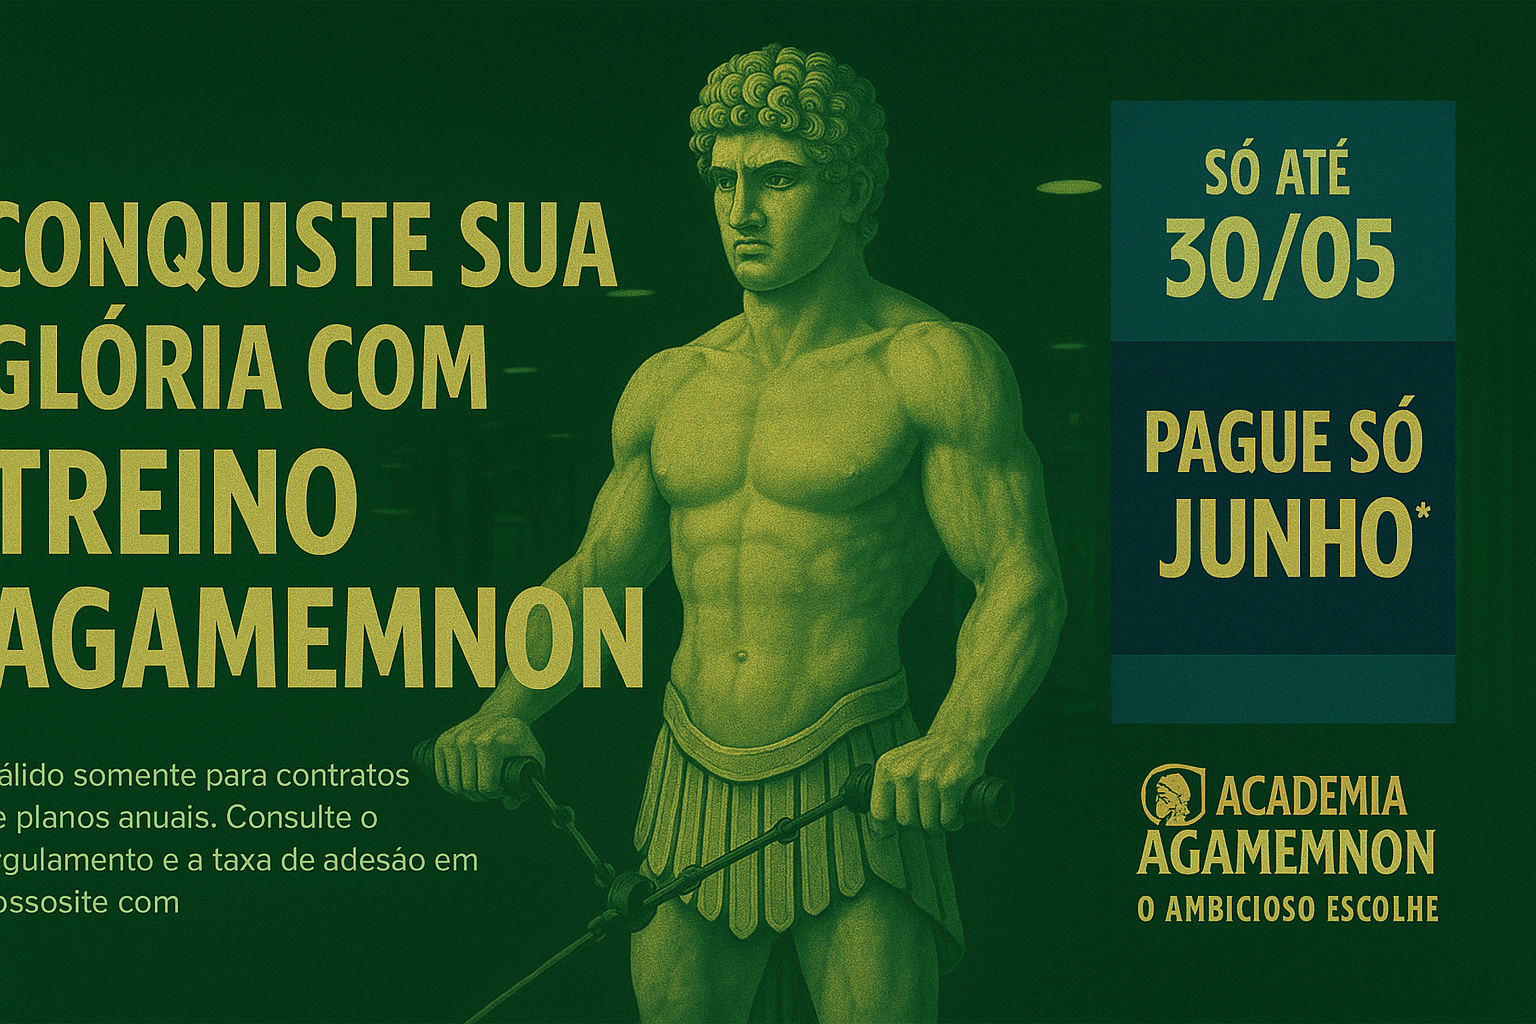 CONQUISTE SUA
GLÓRIA COM
TREINO
AGAMEMNON
álido somente para contratos
e planos anuais. Consulte o
rgulamento e a taxa de adesáo em
ossosite com
SÓ ATÉ
30/05
PAGUE SÓ
JUNHO*
ACADEMIA
AGAMEMNON
O AMBICIOSO ESCOLHE